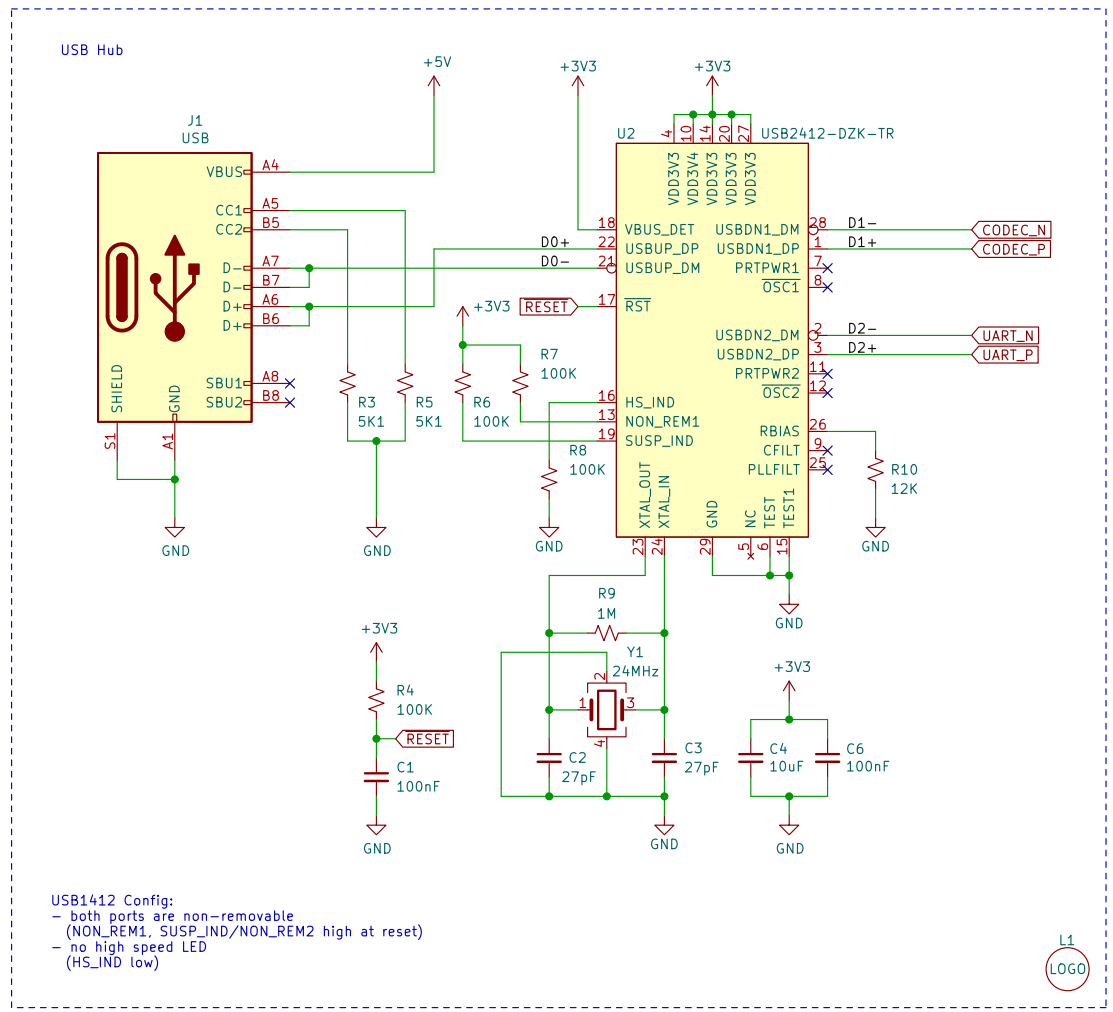 USB Hub
+5V
+3V3
+3V3
J1
USB
U2
USB2412-DZK-TR
4
10
14
20
27
VDD3V3
VDD3V4
VDD3V3
VDD3V3
VDD3V3
VBUS
A4
CC1
A5
CC2
B5
D-
A7
D-
B7
D+
A6
D+
B6
SBU1
A8
SBU2
B8
SHIELD
GND
S1
A1
GND
D0+
D0-
18
VBUS_DET
22
USBUP_DP
21
USBUP_DM
RESET
17
RST
16
HS_IND
13
NON_REM1
19
SUSP_IND
USBDN1_DM
28
D1-
CODEC_N
USBDN1_DP
1
D1+
CODEC_P
PRTPWR1
7
OSC1
8
USBDN2_DM
2
D2-
UART_N
USBDN2_DP
3
D2+
UART_P
PRTPWR2
11
OSC2
12
RBIAS
26
CFILT
9
PLLFILT
25
+3V3
R7
100K
R3
5K1
R5
5K1
R6
100K
R8
100K
R10
12K
XTAL_OUT
XTAL_IN
GND
NC
TEST
TEST1
23
24
29
5
6
15
GND
GND
GND
GND
R9
1M
Y1
24MHz
1
2
3
4
C2
27pF
C3
27pF
GND
+3V3
R4
100K
RESET
C1
100nF
GND
+3V3
C4
10uF
C6
100nF
GND
USB1412 Config:
- both ports are non-removable
(NON_REM1, SUSP_IND/NON_REM2 high at reset)
- no high speed LED
(HS_IND low)
L1
LOGO